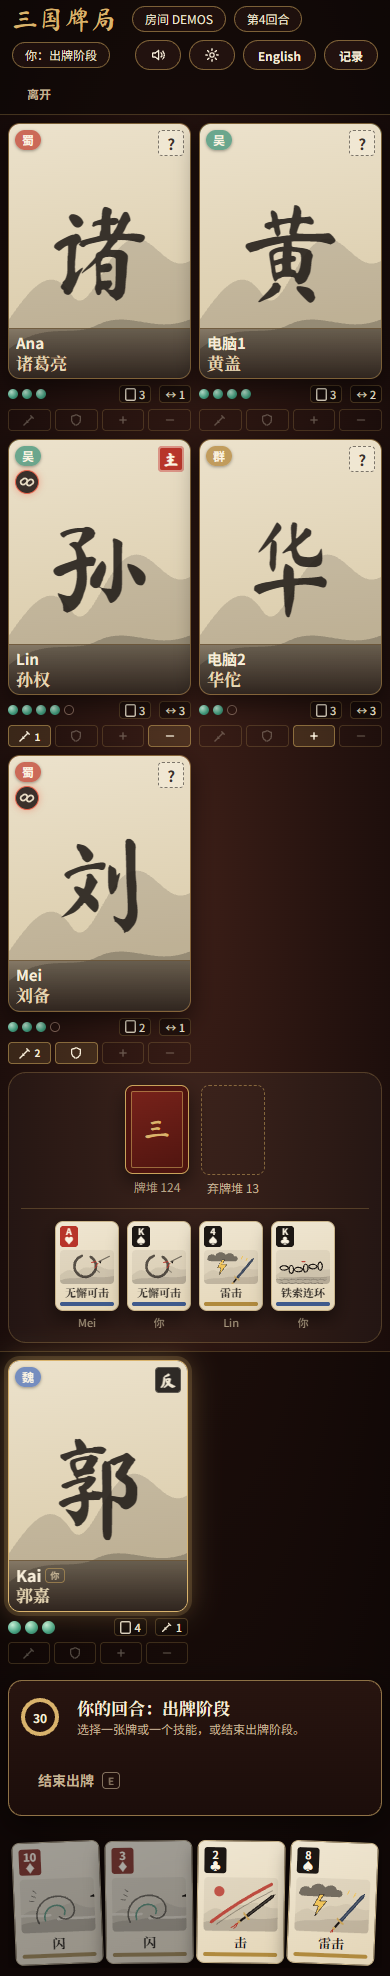 三国牌局
房间 DEMOS
第4回合
你：出牌阶段
English
记录
离开
蜀
?
诸
Ana
诸葛亮
3
1
吴
?
黄
电脑1
黄盖
3
2
吴
主
孙
Lin
孙权
3
3
1
群
?
华
电脑2
华佗
3
3
蜀
?
刘
Mei
刘备
2
1
2
三
牌堆 124
弃牌堆 13
A
无懈可击
Mei
K
无懈可击
你
4
雷击
Lin
K
铁索连环
你
魏
反
郭
Kai 你
郭嘉
4
1
30
你的回合：出牌阶段
选择一张牌或一个技能，或结束出牌阶段。
结束出牌 E
10
闪
3
闪
2
击
8
雷击